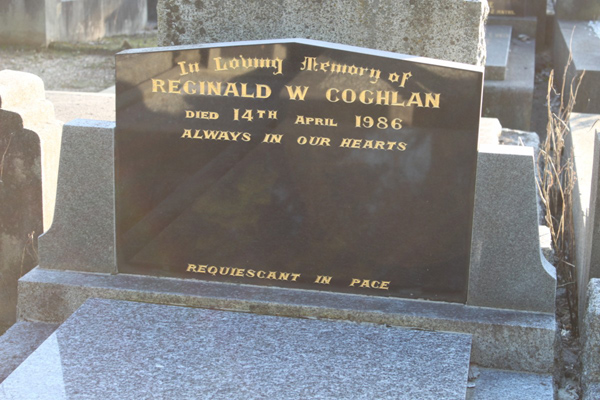 In Loving Memory of
REGINALD W COGHLAN
DIED 14TH APRIL 1986
ALWAYS IN OUR HEARTS
REQUIESCANT IN PACE